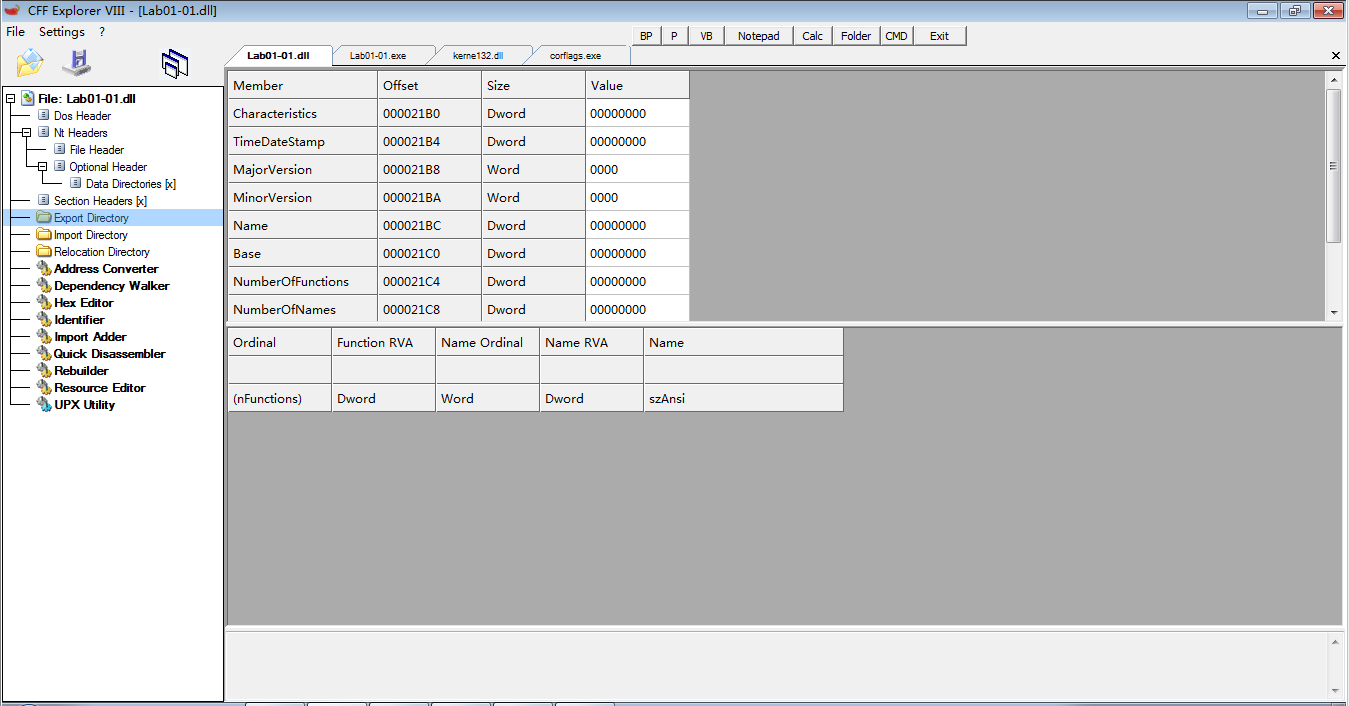 CFF Explorer VIII - [Lab01-01.dll]
File Settings ?
BP P VB Notepad Calc Folder CMD Exit
Lab01-01.dll Lab01-01.exe kerne132.dll corflags.exe
File: Lab01-01.dll
Dos Header
Nt Headers
File Header
Optional Header
Data Directories [x]
Section Headers [x]
Export Directory
Import Directory
Relocation Directory
Address Converter
Dependency Walker
Hex Editor
Identifier
Import Adder
Quick Disassembler
Rebuilder
Resource Editor
UPX Utility
Member Offset Size Value
Characteristics 000021B0 Dword 00000000
TimeDateStamp 000021B4 Dword 00000000
MajorVersion 000021B8 Word 0000
MinorVersion 000021BA Word 0000
Name 000021BC Dword 00000000
Base 000021C0 Dword 00000000
NumberOfFunctions 000021C4 Dword 00000000
NumberOfNames 000021C8 Dword 00000000
Ordinal Function RVA Name Ordinal Name RVA Name
(nFunctions) Dword Word Dword szAnsi